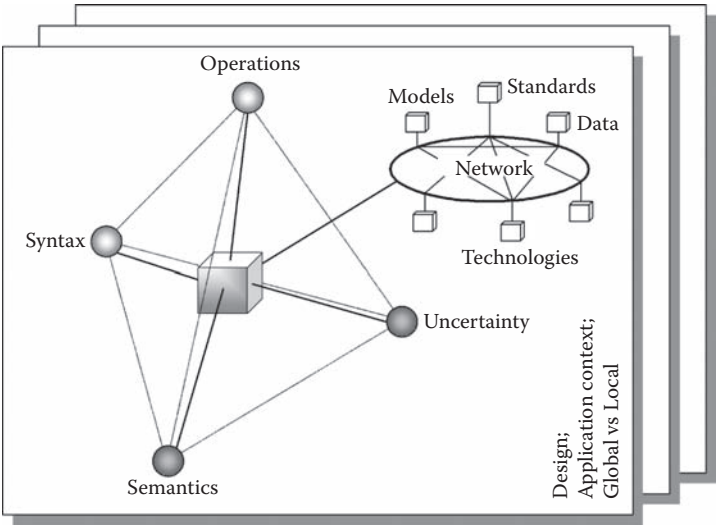 Operations
Models
Standards
Data
Network
Syntax
Technologies
Uncertainty
Semantics
Design;
Application context;
Global vs Local